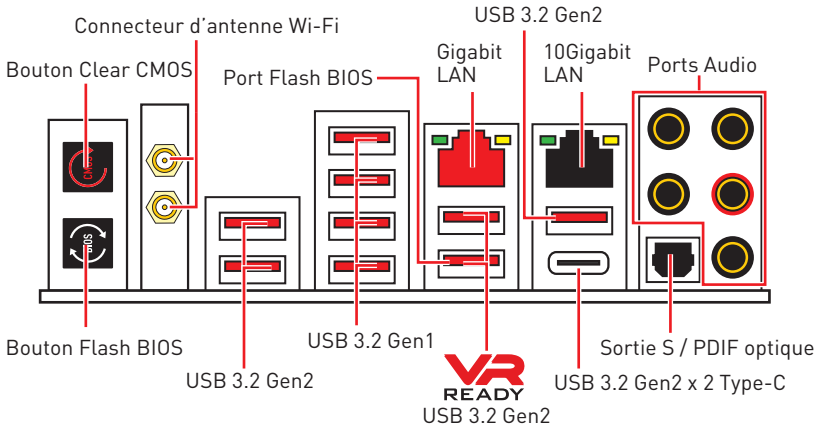 USB 3.2 Gen2
Connecteur d'antenne Wi-Fi
Bouton Clear CMOS
Port Flash BIOS
Gigabit
LAN
10Gigabit
LAN
Ports Audio
CMOS
BIOS
Bouton Flash BIOS
USB 3.2 Gen2
USB 3.2 Gen1
VR
READY
USB 3.2 Gen2
Sortie S / PDIF optique
USB 3.2 Gen2 x 2 Type-C